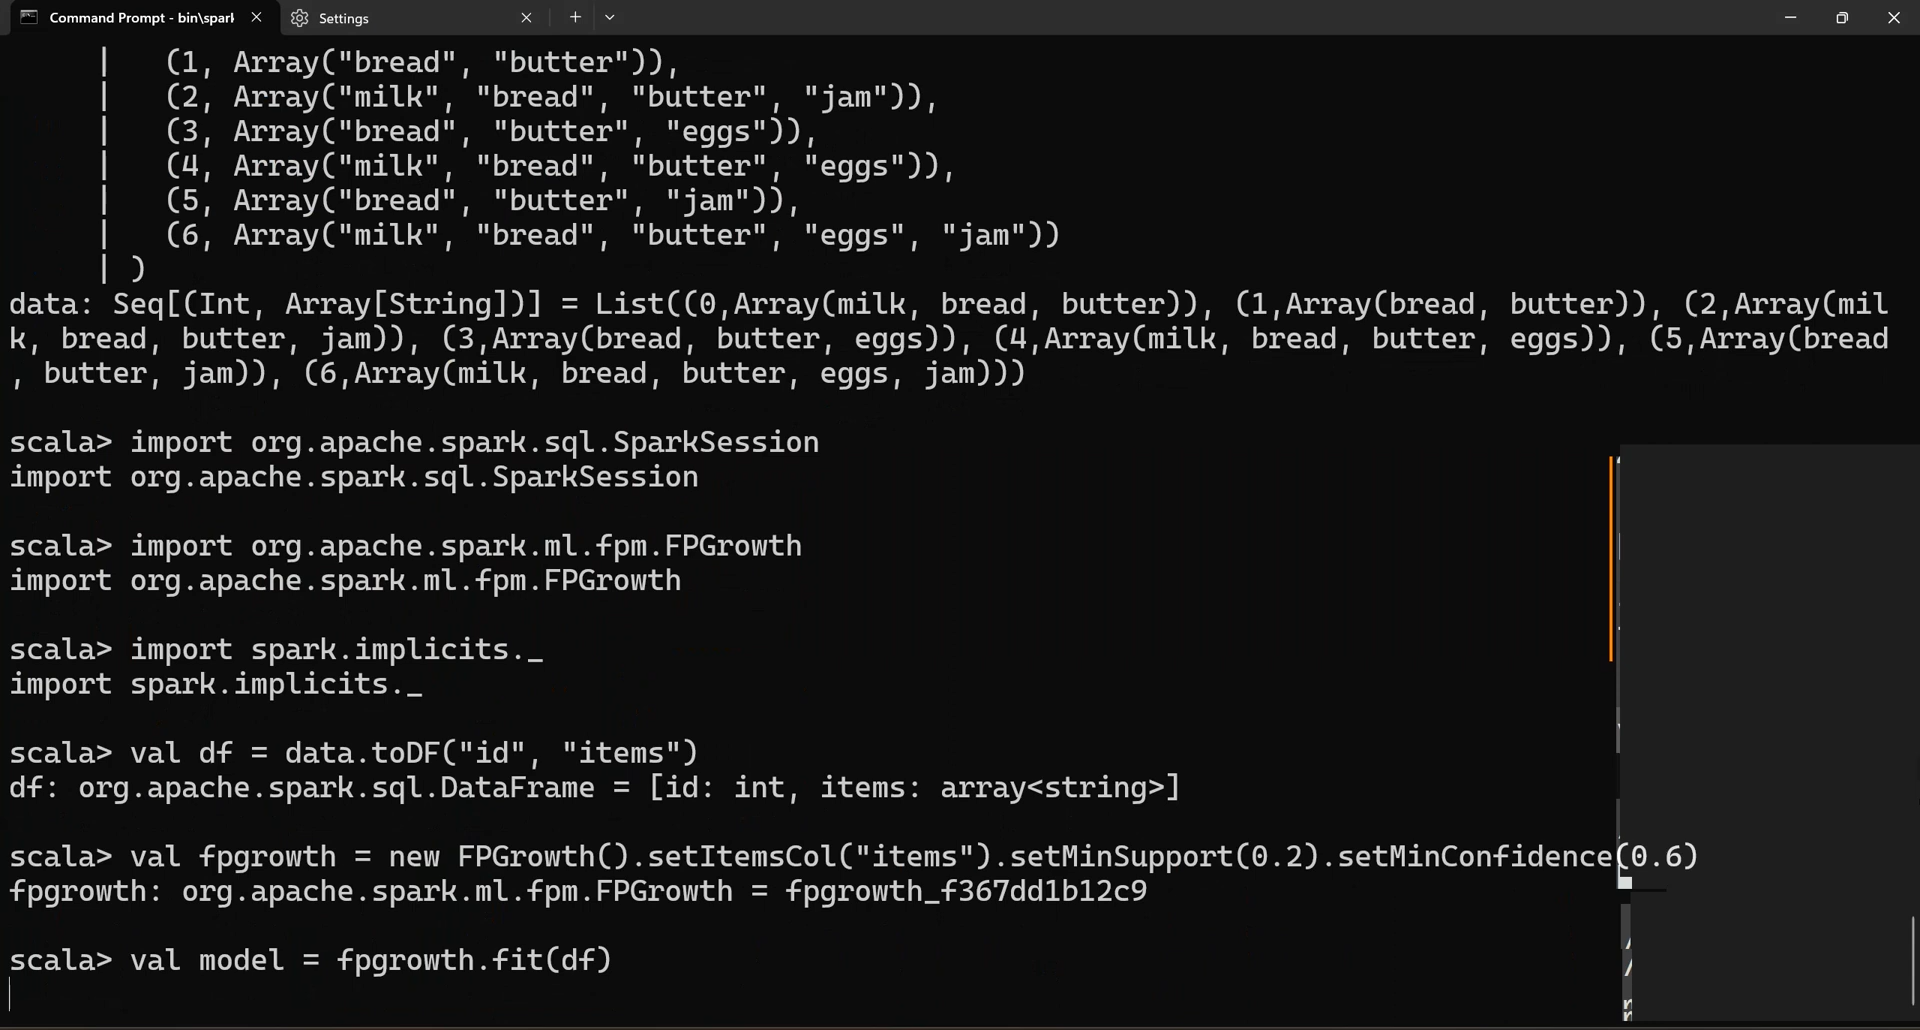 Command Prompt - bin\spark
Settings
|   (1, Array("bread", "butter")),
|   (2, Array("milk", "bread", "butter", "jam")),
|   (3, Array("bread", "butter", "eggs")),
|   (4, Array("milk", "bread", "butter", "eggs")),
|   (5, Array("bread", "butter", "jam")),
|   (6, Array("milk", "bread", "butter", "eggs", "jam"))
| )
data: Seq[(Int, Array[String])] = List((0,Array(milk, bread, butter)), (1,Array(bread, butter)), (2,Array(mil
k, bread, butter, jam)), (3,Array(bread, butter, eggs)), (4,Array(milk, bread, butter, eggs)), (5,Array(bread
, butter, jam)), (6,Array(milk, bread, butter, eggs, jam)))
scala> import org.apache.spark.sql.SparkSession
import org.apache.spark.sql.SparkSession
scala> import org.apache.spark.ml.fpm.FPGrowth
import org.apache.spark.ml.fpm.FPGrowth
scala> import spark.implicits._
import spark.implicits._
scala> val df = data.toDF("id", "items")
df: org.apache.spark.sql.DataFrame = [id: int, items: array<string>]
scala> val fpgrowth = new FPGrowth().setItemsCol("items").setMinSupport(0.2).setMinConfidence(0.6)
fpgrowth: org.apache.spark.ml.fpm.FPGrowth = fpgrowth_f367dd1b12c9
scala> val model = fpgrowth.fit(df)